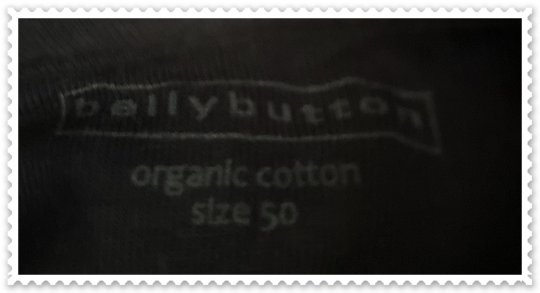 bellybutton
organic cotton
size 50